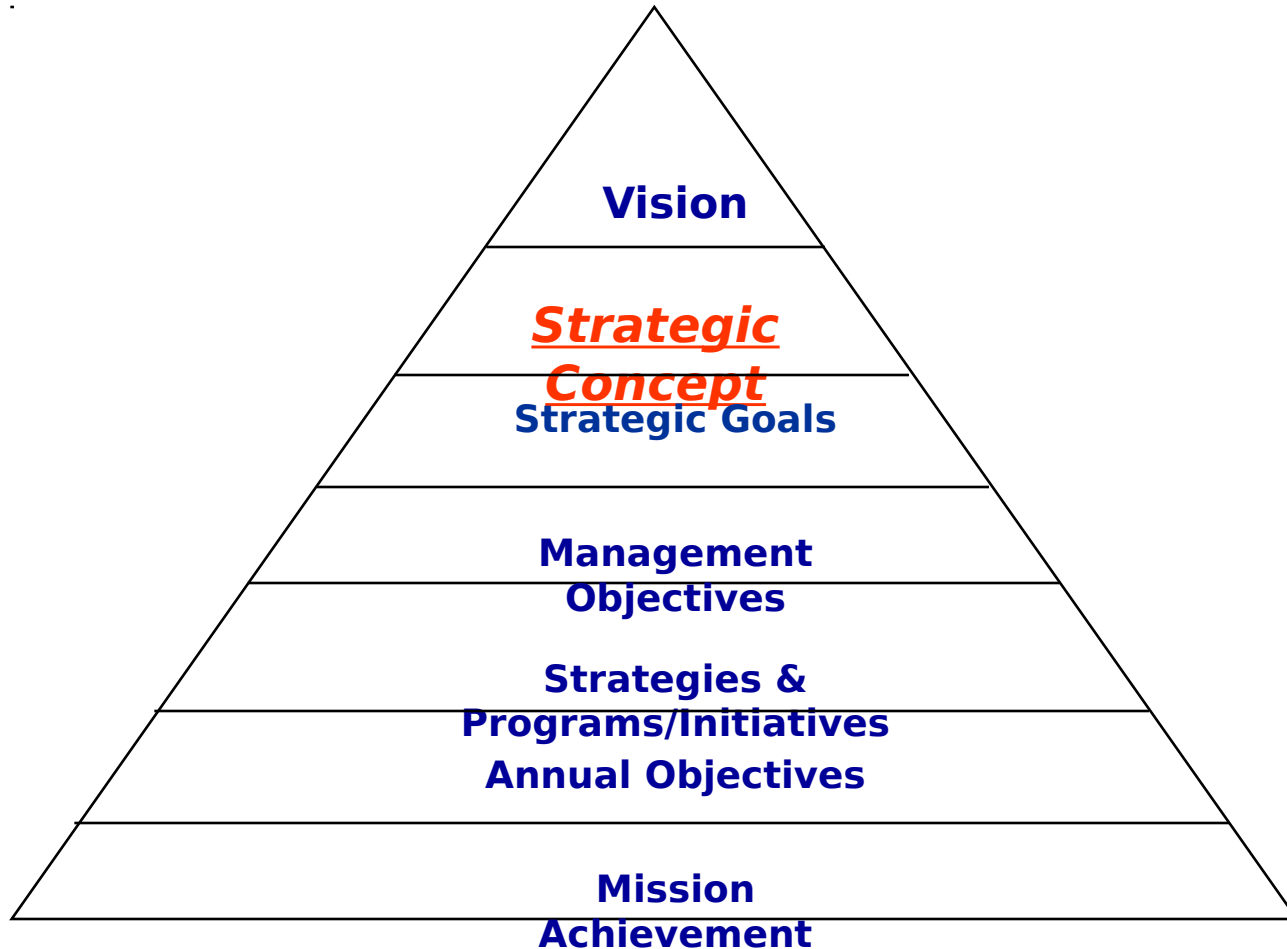 Vision
Strategic
Concept
Strategic Goals
Management
Objectives
Strategies &
Programs/Initiatives
Annual Objectives
Mission
Achievement